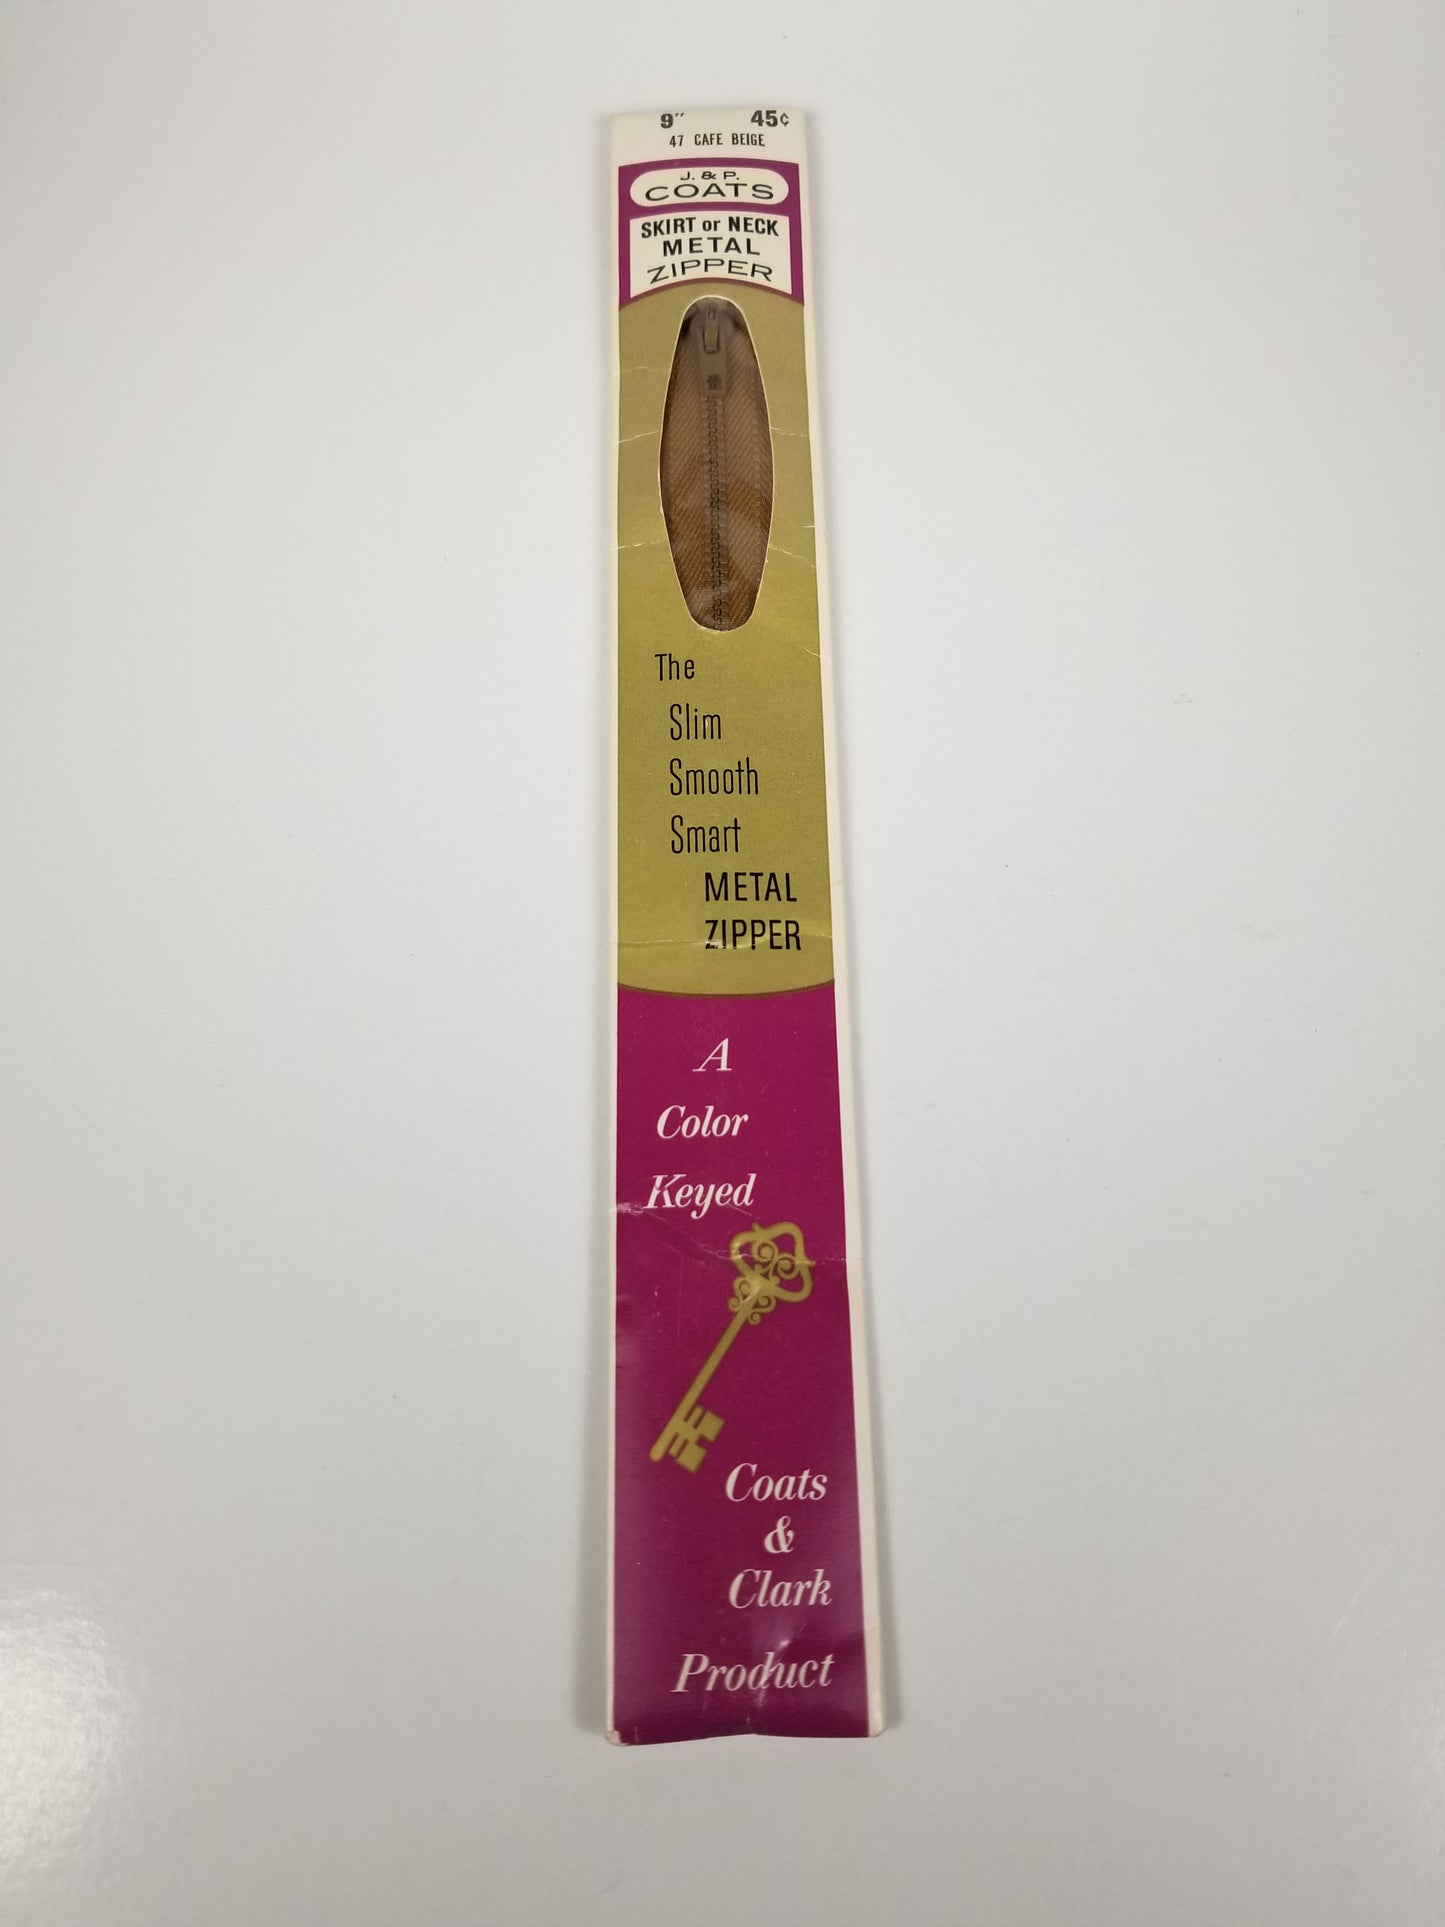 9" 45¢
47 CAFE BEIGE
J. & P.
COATS
SKIRT or NECK
METAL
ZIPPER
The
Slim
Smooth
Smart
METAL
ZIPPER
A
Color
Keyed
Coats
&
Clark
Product